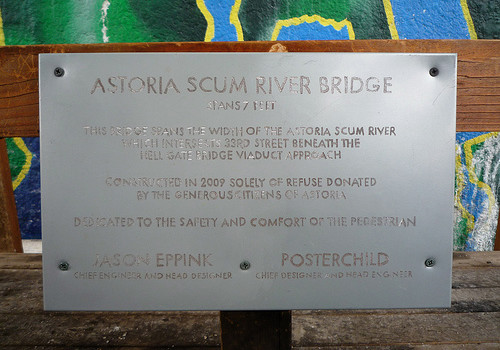 ASTORIA SCUM RIVER BRIDGE
SPANS 7 FEET
THIS BRIDGE SPANS THE WIDTH OF THE ASTORIA SCUM RIVER
WHICH INTERSECTS 33RD STREET BENEATH THE
HELL GATE BRIDGE VIADUCT APPROACH
CONSTRUCTED IN 2009 SOLELY OF REFUSE DONATED
BY THE GENEROUS CITIZENS OF ASTORIA
DEDICATED TO THE SAFETY AND COMFORT OF THE PEDESTRIAN
JASON EPPINK POSTERCHILD
CHIEF ENGINEER AND HEAD DESIGNER CHIEF DESIGNER AND HEAD ENGINEER